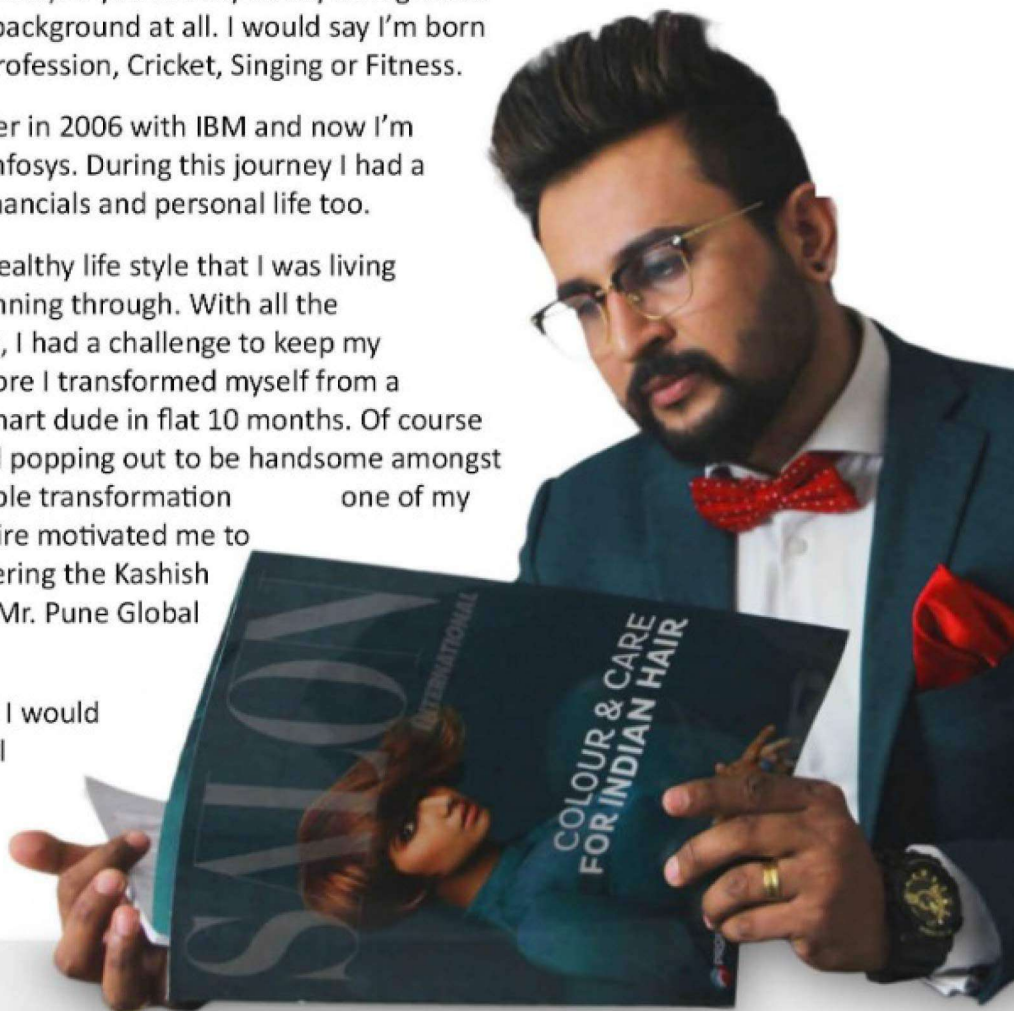 background at all. I would say I’m born
rofession, Cricket, Singing or Fitness.
er in 2006 with IBM and now I’m
nfosys. During this journey I had a
nancials and personal life too.
ealthy life style that I was living
nning through. With all the
, I had a challenge to keep my
ore I transformed myself from a
mart dude in flat 10 months. Of course
popping out to be handsome amongst
ble transformation one of my
ire motivated me to
ering the Kashish
Mr. Pune Global
I would
l
SALON
INTERNATIONAL
COLOUR & CARE
FOR INDIAN HAIR